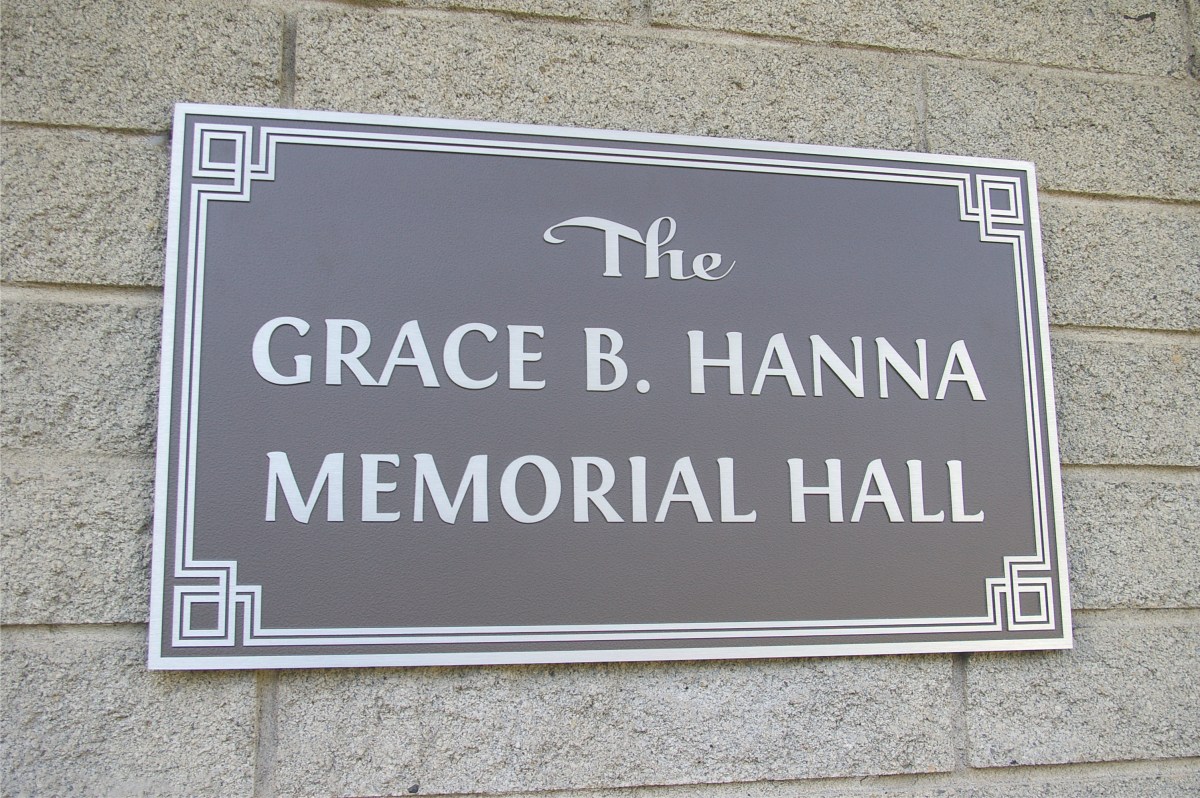 The
GRACE B. HANNA
MEMORIAL HALL